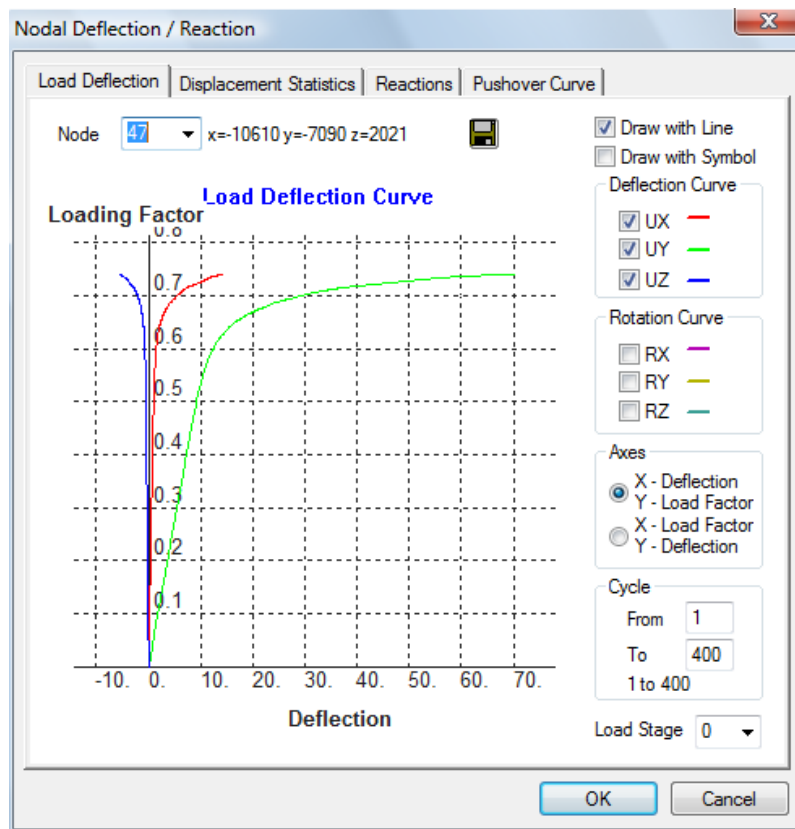 Nodal Deflection / Reaction
Load Deflection
Displacement Statistics
Reactions
Pushover Curve
Node
47
x=-10610 y=-7090 z=2021
Draw with Line
Draw with Symbol
Load Deflection Curve
Loading Factor
0.8
0.7
0.6
0.5
0.4
0.3
0.2
0.1
-10. 0. 10. 20. 30. 40. 50. 60. 70.
Deflection
Deflection Curve
UX
UY
UZ
Rotation Curve
RX
RY
RZ
Axes
X - Deflection
Y - Load Factor
X - Load Factor
Y - Deflection
Cycle
From 1
To 400
1 to 400
Load Stage 0
OK
Cancel